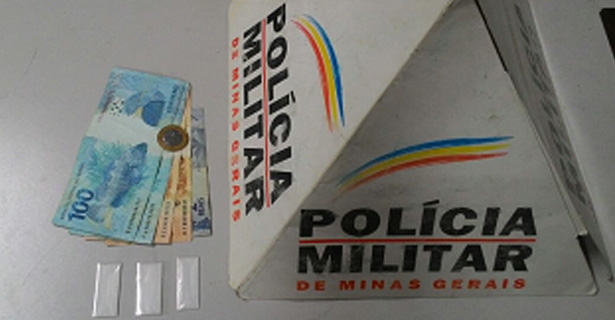 POLÍCIA
MILITAR
DE MINAS GERAIS
POLÍCIA
MILITAR
DE MINAS GERAIS
100